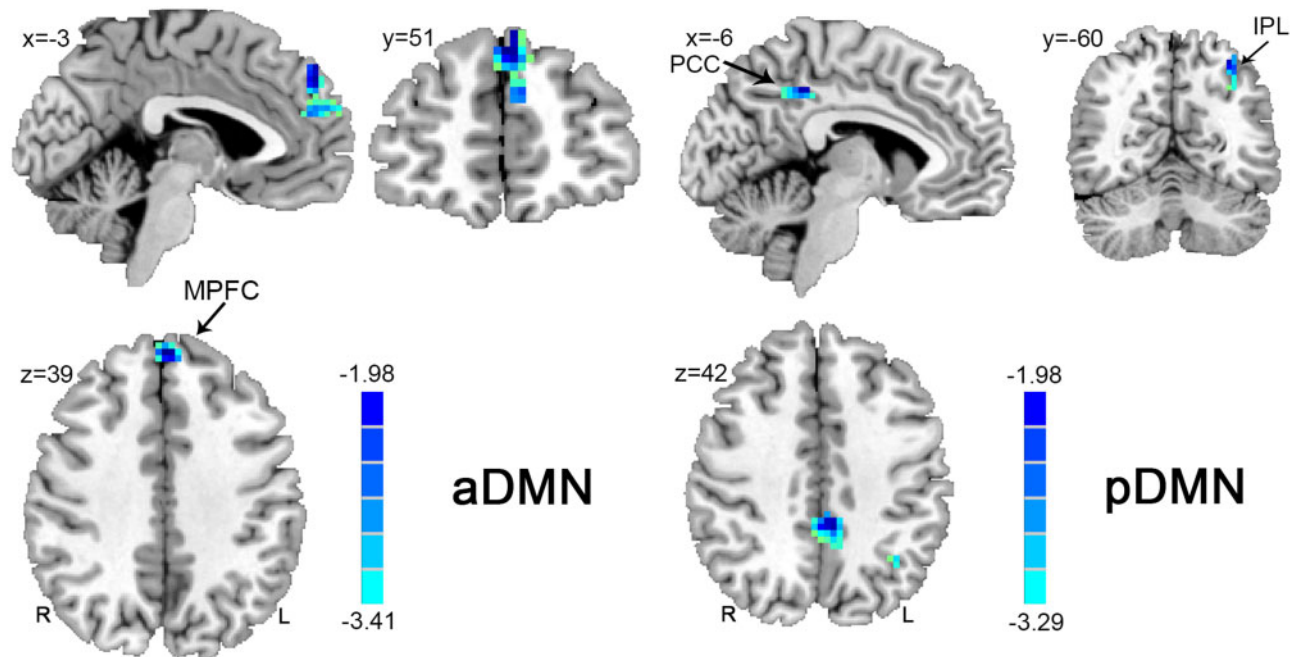 x=-3
y=51
x=-6
PCC
y=-60
IPL
MPFC
z=39
-1.98
aDMN
R
L
-3.41
z=42
-1.98
pDMN
R
L
-3.29